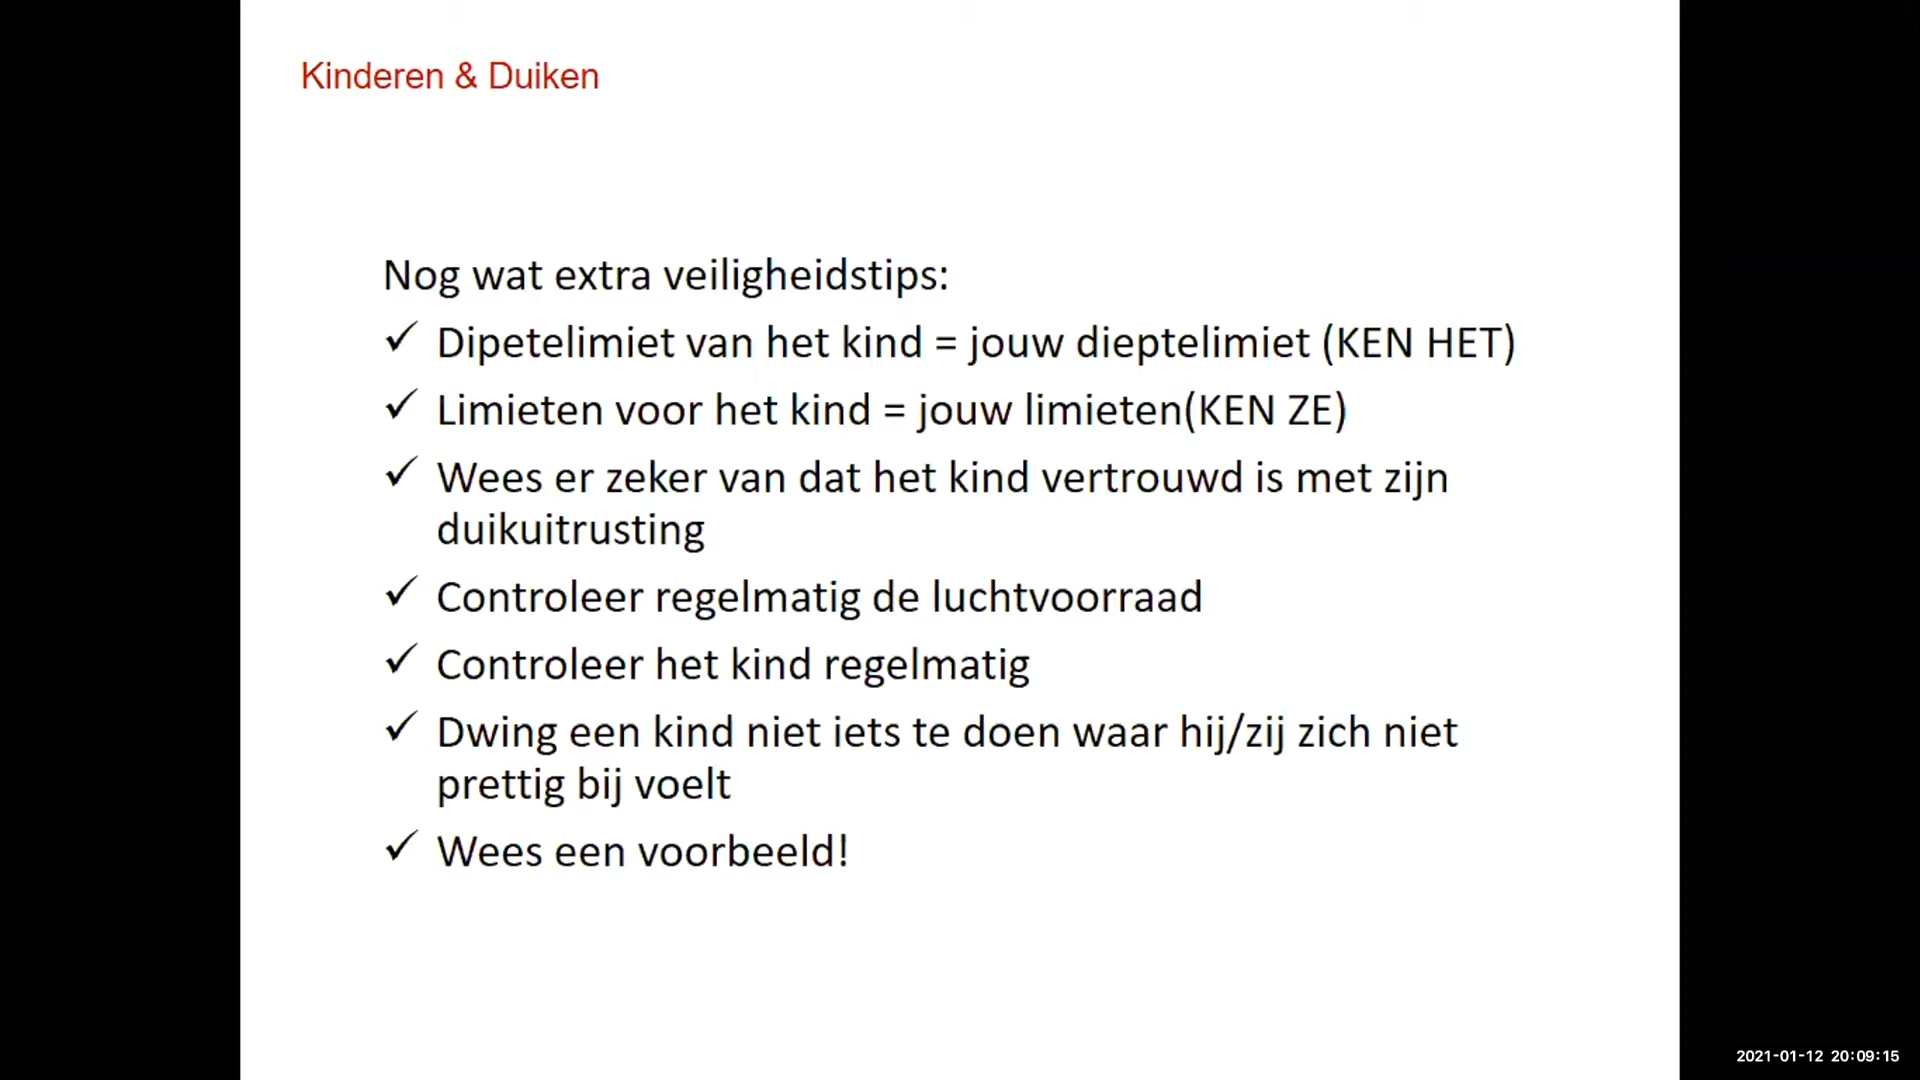 Kinderen & Duiken
Nog wat extra veiligheidstips:
✓ Dipetelimiet van het kind = jouw dieptelimiet (KEN HET)
✓ Limieten voor het kind = jouw limieten(KEN ZE)
✓ Wees er zeker van dat het kind vertrouwd is met zijn
duikuitrusting
✓ Controleer regelmatig de luchtvoorraad
✓ Controleer het kind regelmatig
✓ Dwing een kind niet iets te doen waar hij/zij zich niet
prettig bij voelt
✓ Wees een voorbeeld!
2021-01-12 20:09:15